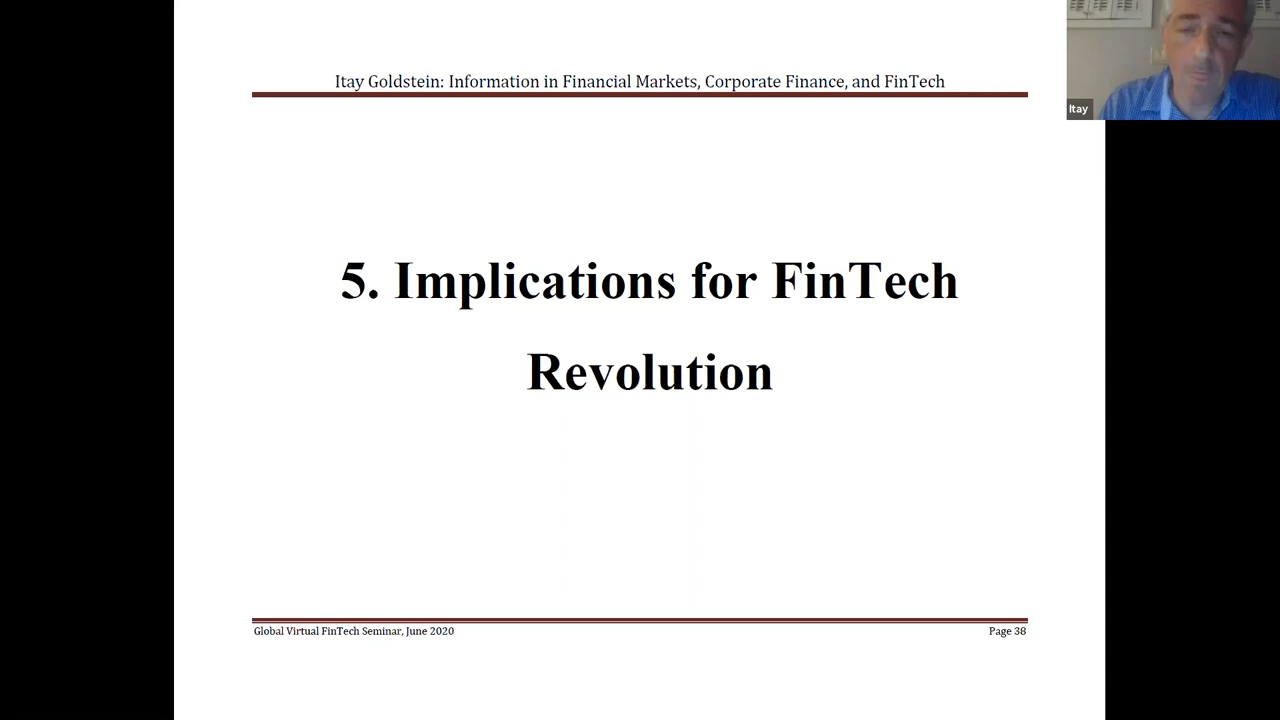 Itay Goldstein: Information in Financial Markets, Corporate Finance, and FinTech
Itay
5. Implications for FinTech
Revolution
Global Virtual FinTech Seminar, June 2020
Page 38